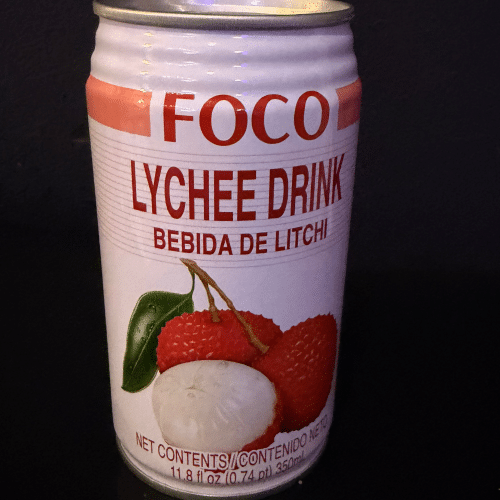 FOCO
LYCHEE DRINK
BEBIDA DE LITCHI
NET CONTENTS/CONTENIDO NETO
11.8 fl oz (0.74 pt) 350ml